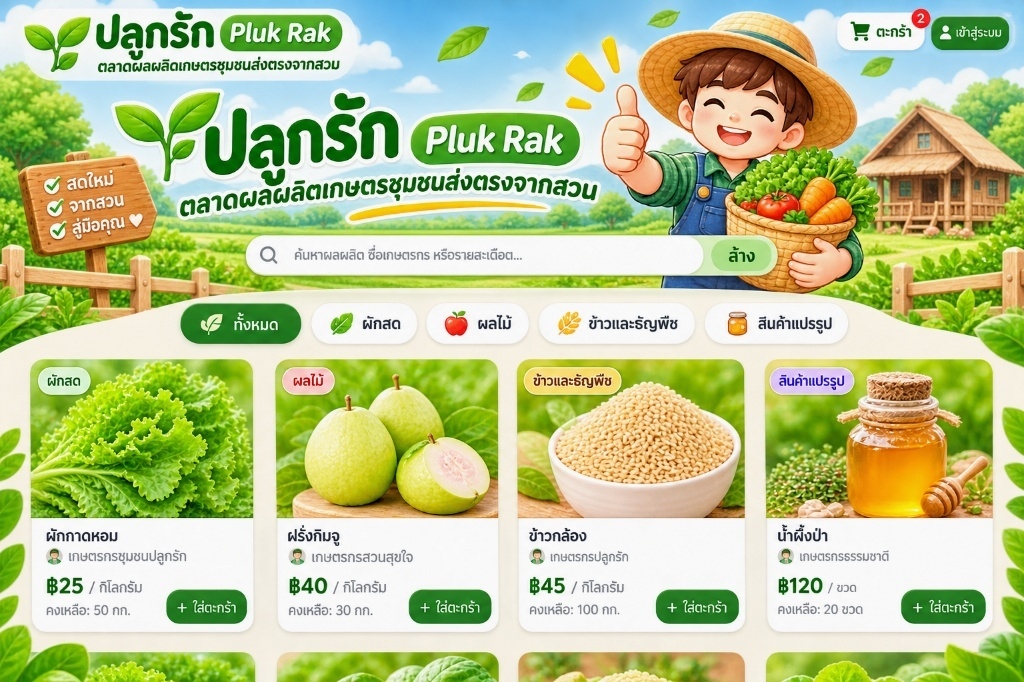 ปลูกรัก Pluk Rak
ตลาดผลผลิตเกษตรชุมชนส่งตรงจากสวม
ตะกร้า 2
เข้าสู่ระบม
ปลูกรัก Pluk Rak
ตลาดผลผลิตเกษตรชุมชนส่งตรงจากสวน
สดใหม่
จากสวน
สู่มือคุณ
ค้นหาผลผลิต ชื่อเกษตรกร หรือรายสะเดือต...
ล้าง
ทั้งหมด
ผักสด
ผลไม้
ข้าวและธัญพืช
สินค้าแปรรูป
ผักสด
ผักกาดหอม
เกษตรกรชุมชนปลูกรัก
฿25 / กิโลกรัม
คงเหลือ: 50 กก.
+ ใส่ตะกร้า
ผลไม้
ฝรั่งกิมจู
เกษตรกรสวนสุขใจ
฿40 / กิโลกรัม
คงเหลือ: 30 กก.
+ ใส่ตะกร้า
ข้าวและธัญพืช
ข้าวกล้อง
เกษตรกรปลูกรัก
฿45 / กิโลกรัม
คงเหลือ: 100 กก.
+ ใส่ตะกร้า
สินค้าแปรรูป
น้ำผึ้งป่า
เกษตรกรธรรมชาติ
฿120 / ขวด
คงเหลือ: 20 ขวด
+ ใส่ตะกร้า